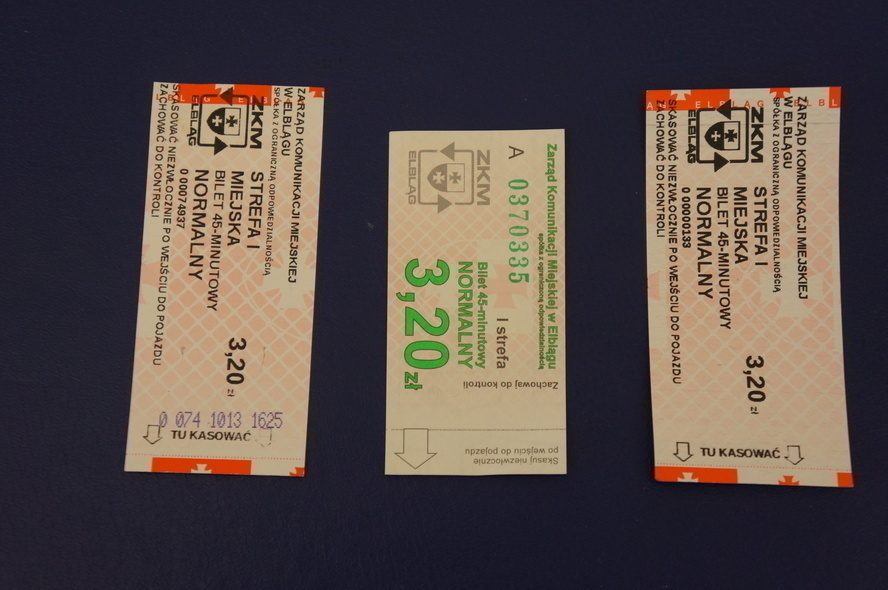 ZARZĄD KOMUNIKACJI MIEJSKIEJ
W ELBLĄGU
SPÓŁKA Z OGRANICZNĄ ODPOWIEDZIALNOŚCIĄ
ZKM
ELBLĄG
STREFA I
MIEJSKA
BILET 45-MINUTOWY
NORMALNY
0 00074937
3,20 zł
SKASOWAĆ NIEZWŁOCZNIE PO WEJŚCIU DO POJAZDU
ZACHOWAĆ DO KONTROLI
0 074 1013 1625
TU KASOWAĆ
Zarząd Komunikacji Miejskiej w Elblągu
spółka z ograniczoną odpowiedzialnością
A 0370335
ZKM
ELBLĄG
I strefa
Bilet 45-minutowy
NORMALNY
3,20 zł
Zachowaj do kontroli
Skasuj niezwłocznie
po wejściu do pojazdu
ELBLĄG ELBL
ZARZĄD KOMUNIKACJI MIEJSKIEJ
W ELBLĄGU
SPÓŁKA Z OGRANICZNĄ ODPOWIEDZIALNOŚCIĄ
ZKM
ELBLĄG
STREFA I
MIEJSKA
BILET 45-MINUTOWY
NORMALNY
0 00000133
3,20 zł
SKASOWAĆ NIEZWŁOCZNIE PO WEJŚCIU DO POJAZDU
ZACHOWAĆ DO KONTROLI
TU KASOWAĆ